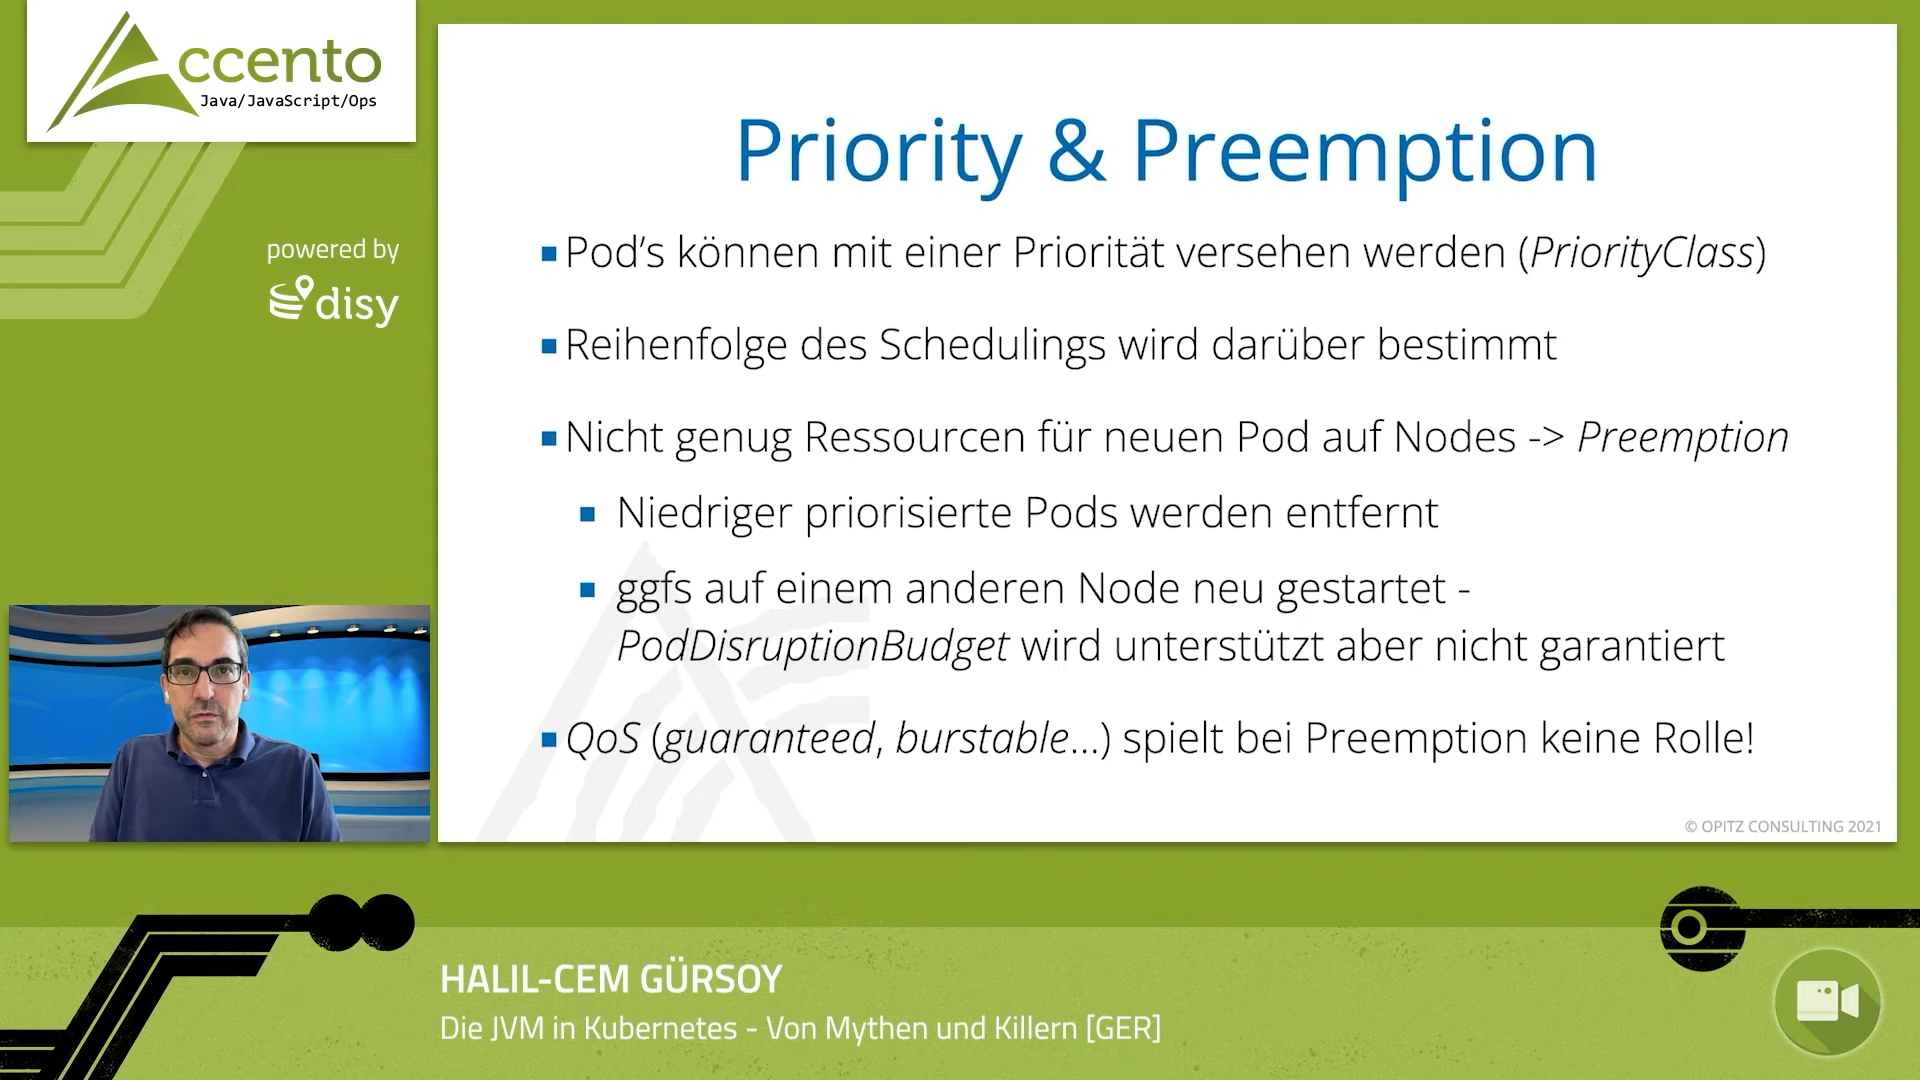 Accento
Java/JavaScript/Ops
powered by
disy
Priority & Preemption
Pod’s können mit einer Priorität versehen werden (PriorityClass)
Reihenfolge des Schedulings wird darüber bestimmt
Nicht genug Ressourcen für neuen Pod auf Nodes -> Preemption
Niedriger priorisierte Pods werden entfernt
ggfs auf einem anderen Node neu gestartet -
PodDisruptionBudget wird unterstützt aber nicht garantiert
QoS (guaranteed, burstable...) spielt bei Preemption keine Rolle!
© OPITZ CONSULTING 2021
HALIL-CEM GÜRSOY
Die JVM in Kubernetes - Von Mythen und Killern [GER]